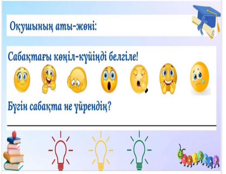 Оқушының аты-жөні:
Сабақтағы көңіл-күйіңді белгіле!
Бүгін сабақта не үйрендің?